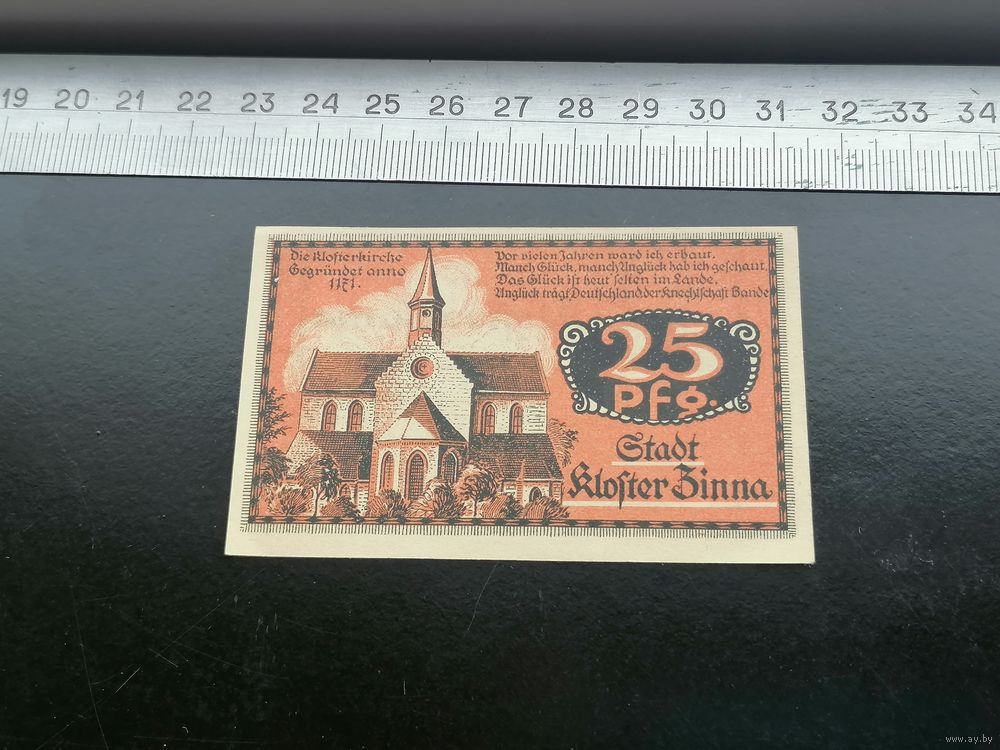 19 20 21 22 23 24 25 26 27 28 29 30 31 32 33 34
Die Klosterkirche
Gegründet anno
1171.
Vor vielen Jahren ward ich erbaut.
Manch Glück, manch Unglück hab ich geschaut,
Das Glück ist heut selten im Lande,
Unglück trägt Deutschland der Knechtschaft Bande
25
Pfg.
Stadt
Kloster Zinna
www.ay.by